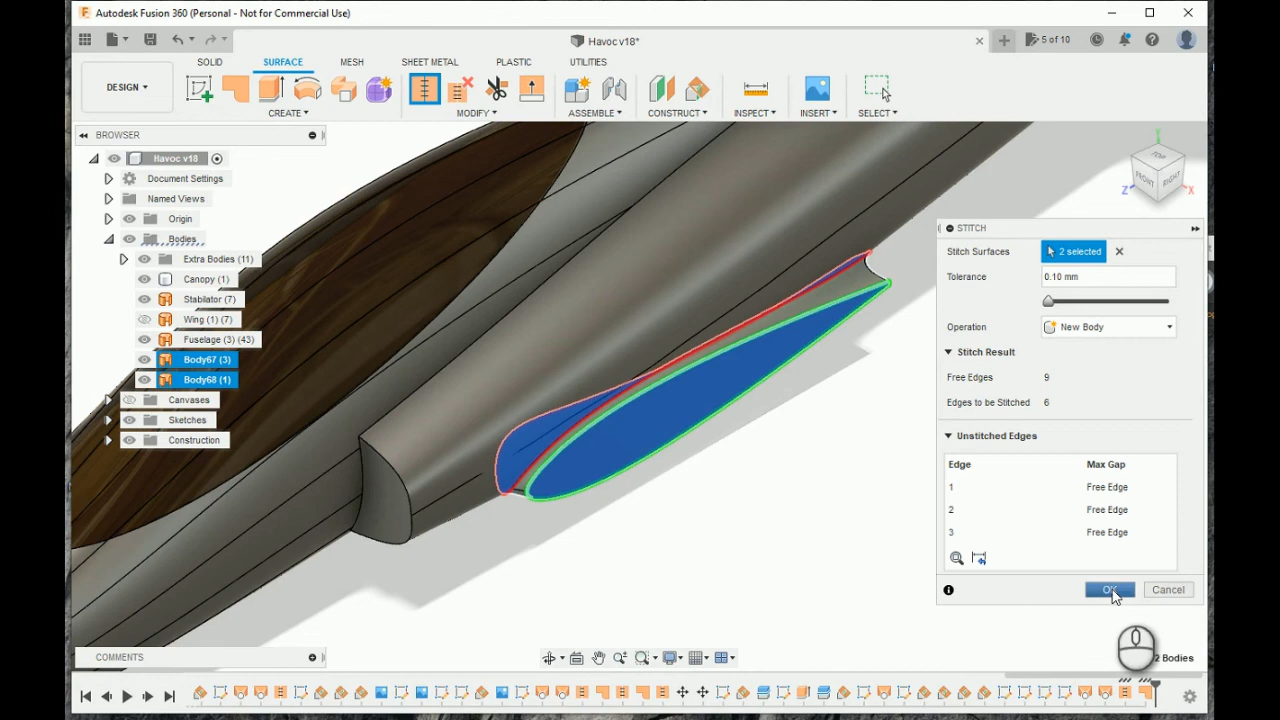 Autodesk Fusion 360 (Personal - Not for Commercial Use)
Havoc v18*
5 of 10
DESIGN
SOLID SURFACE MESH SHEET METAL PLASTIC UTILITIES
CREATE MODIFY ASSEMBLE CONSTRUCT INSPECT INSERT SELECT
BROWSER
Havoc v18
Document Settings
Named Views
Origin
Bodies
Extra Bodies (11)
Canopy (1)
Stabilator (7)
Wing (1) (7)
Fuselage (3) (43)
Body67 (3)
Body68 (1)
Canvases
Sketches
Construction
TOP
FRONT
RIGHT
Y
Z
X
STITCH
Stitch Surfaces 2 selected
Tolerance 0.10 mm
Operation New Body
Stitch Result
Free Edges 9
Edges to be Stitched 6
Unstitched Edges
Edge Max Gap
1 Free Edge
2 Free Edge
3 Free Edge
OK Cancel
COMMENTS
2 Bodies